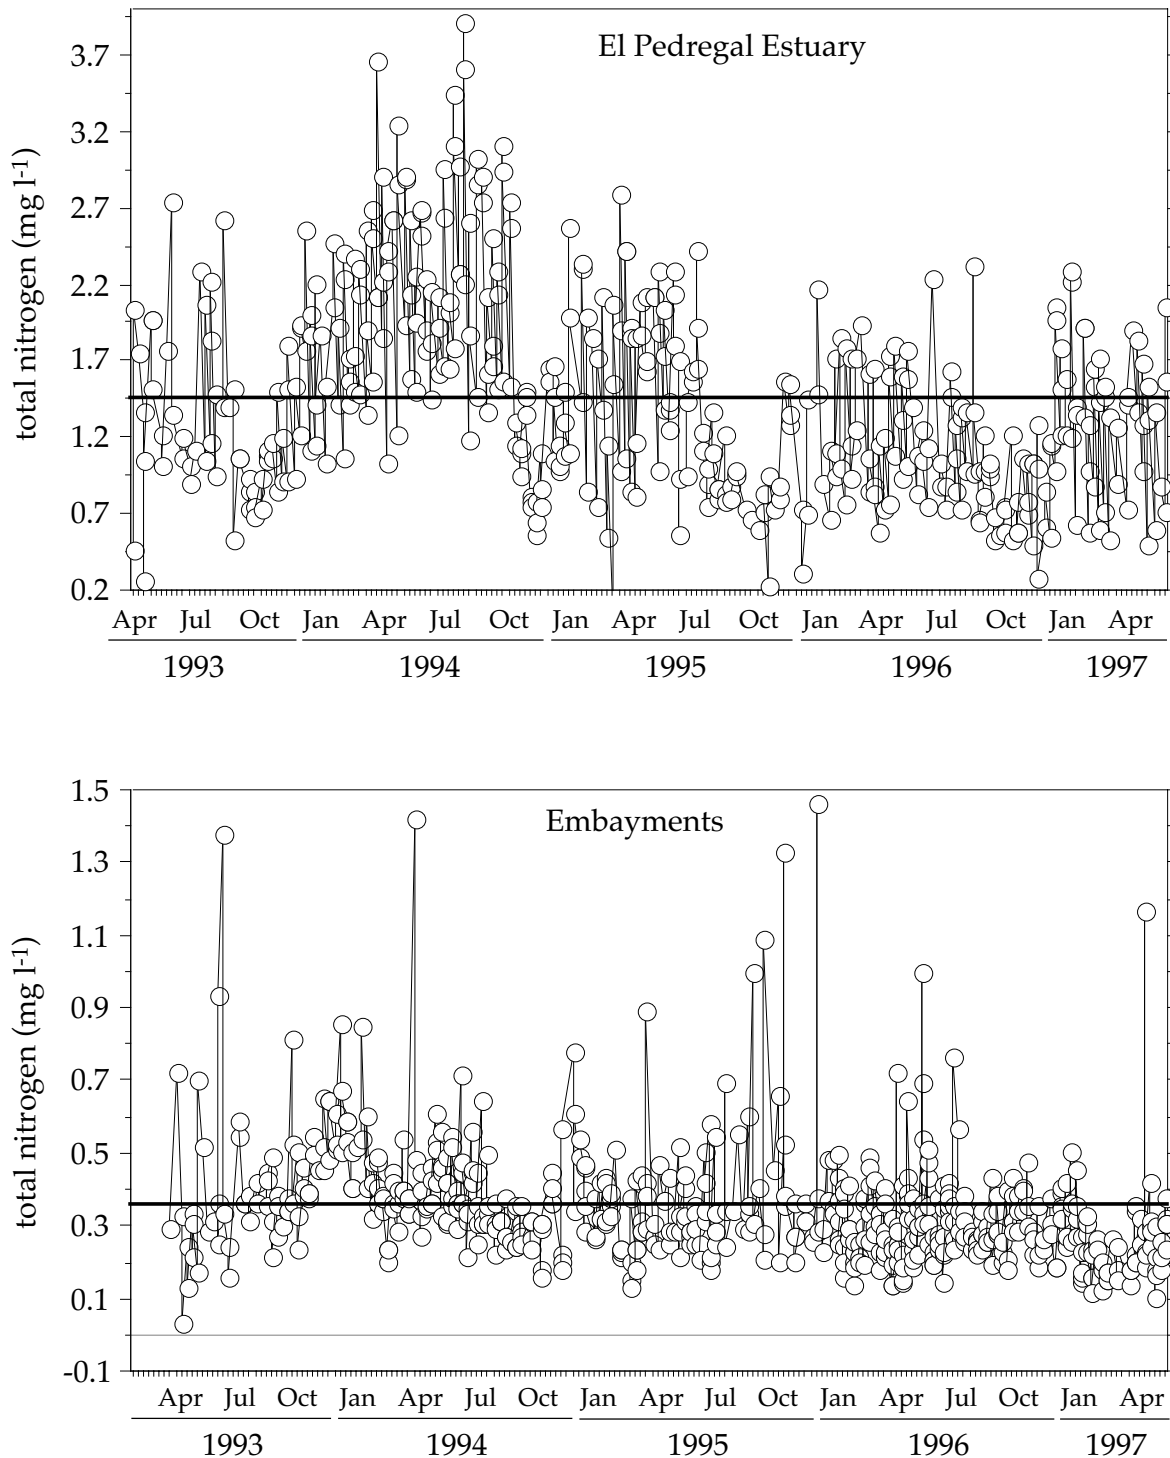 El Pedregal Estuary
total nitrogen (mg l-1)
3.7
3.2
2.7
2.2
1.7
1.2
0.7
0.2
Apr Jul Oct Jan Apr Jul Oct Jan Apr Jul Oct Jan Apr Jul Oct Jan Apr
1993 1994 1995 1996 1997
Embayments
total nitrogen (mg l-1)
1.5
1.3
1.1
0.9
0.7
0.5
0.3
0.1
-0.1
Apr Jul Oct Jan Apr Jul Oct Jan Apr Jul Oct Jan Apr Jul Oct Jan Apr
1993 1994 1995 1996 1997